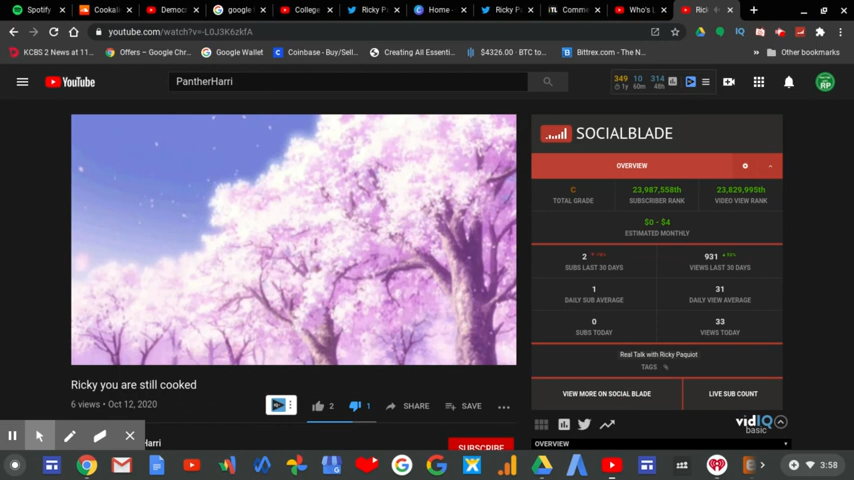 Spotify
Cooka
Democ
google
College
Ricky P
Home -
Ricky P
Comme
Who's L
Rick
youtube.com/watch?v=-L0J3K6zkfA
KCBS 2 News at 11...
Offers – Google Chr...
Google Wallet
Coinbase - Buy/Sell...
Creating All Essenti...
$4326.00 - BTC to...
Bittrex.com - The N...
Other bookmarks
YouTube
PantherHarri
349 10 314
1y 60m 48h
RP
SOCIALBLADE
OVERVIEW
C 23,987,558th 23,829,995th
TOTAL GRADE SUBSCRIBER RANK VIDEO VIEW RANK
$0 - $4
ESTIMATED MONTHLY
2 931
SUBS LAST 30 DAYS VIEWS LAST 30 DAYS
1 31
DAILY SUB AVERAGE DAILY VIEW AVERAGE
0 33
SUBS TODAY VIEWS TODAY
Real Talk with Ricky Paquiot
TAGS
VIEW MORE ON SOCIAL BLADE LIVE SUB COUNT
vidIQ
basic
OVERVIEW
Ricky you are still cooked
6 views • Oct 12, 2020
2 1 SHARE SAVE
Harri
SUBSCRIBE
3:58